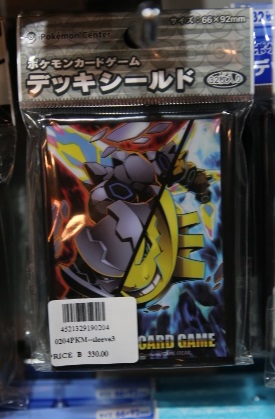 PokémonCenter
サイズ:66×92mm
ポケモンカードゲーム
デッキシールド
CARD GAME
4521329190204
0204PKM-sleeve3
PRICE B 330.00